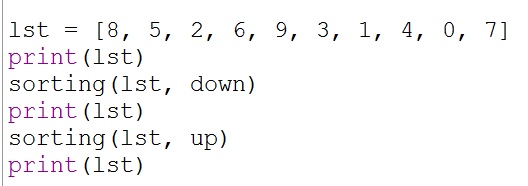 lst = [8, 5, 2, 6, 9, 3, 1, 4, 0, 7]
print(lst)
sorting(lst, down)
print(lst)
sorting(lst, up)
print(lst)